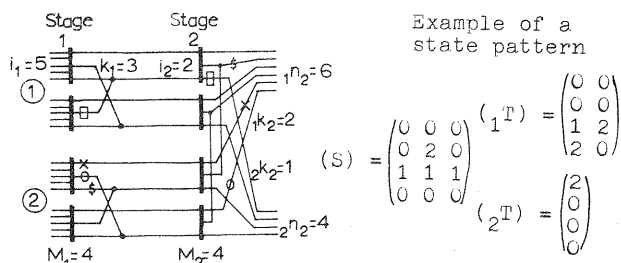 Stage Stage
1 2
i₁=5 k₁=3 i₂=2 $
① ₁n₂=6
x
₁k₂=2
x
② $ ₂k₂=1
₂n₂=4
M₁=4 M₂=4
Example of a
state pattern
(S) = (0 0 0
0 2 0
1 1 1
0 0 0)
(₁T) = (0 0
0 0
1 2
2 0)
(₂T) = (2
0
0
0)